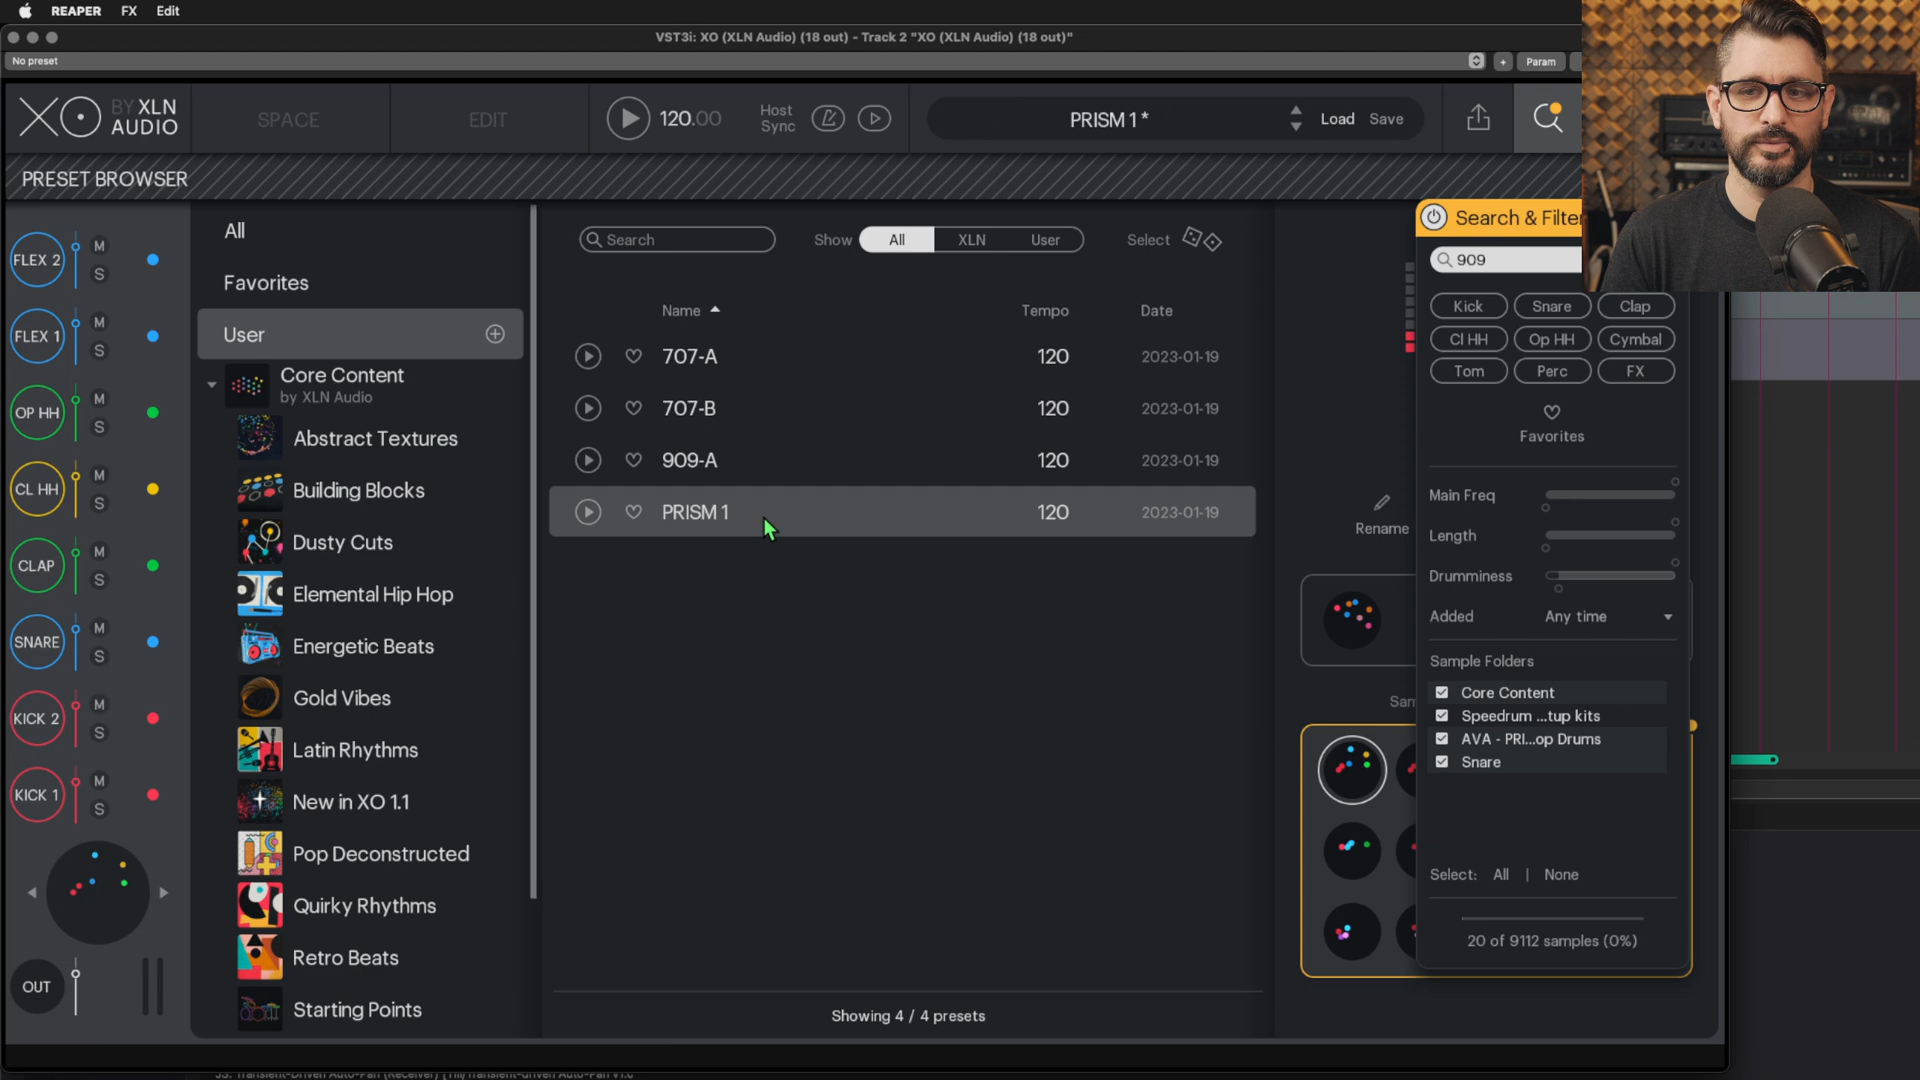 REAPER FX Edit
VST3i: XO (XLN Audio) (18 out) - Track 2 "XO (XLN Audio) (18 out)"
No preset
+ Param
XO BY XLN AUDIO
SPACE
EDIT
120.00
Host Sync
PRISM 1 *
Load Save
PRESET BROWSER
FLEX 2 M S
FLEX 1 M S
OP HH M S
CL HH M S
CLAP M S
SNARE M S
KICK 2 M S
KICK 1 M S
OUT
All
Favorites
User
Core Content
by XLN Audio
Abstract Textures
Building Blocks
Dusty Cuts
Elemental Hip Hop
Energetic Beats
Gold Vibes
Latin Rhythms
New in XO 1.1
Pop Deconstructed
Quirky Rhythms
Retro Beats
Starting Points
Search Show All XLN User Select
Name Tempo Date
707-A 120 2023-01-19
707-B 120 2023-01-19
909-A 120 2023-01-19
PRISM 1 120 2023-01-19
Showing 4 / 4 presets
Rename
Search & Filter
909
Kick Snare Clap
Cl HH Op HH Cymbal
Tom Perc FX
Favorites
Main Freq
Length
Drumminess
Added Any time
Sample Folders
Core Content
Speedrum ...tup kits
AVA - PRI...op Drums
Snare
Select: All | None
20 of 9112 samples (0%)